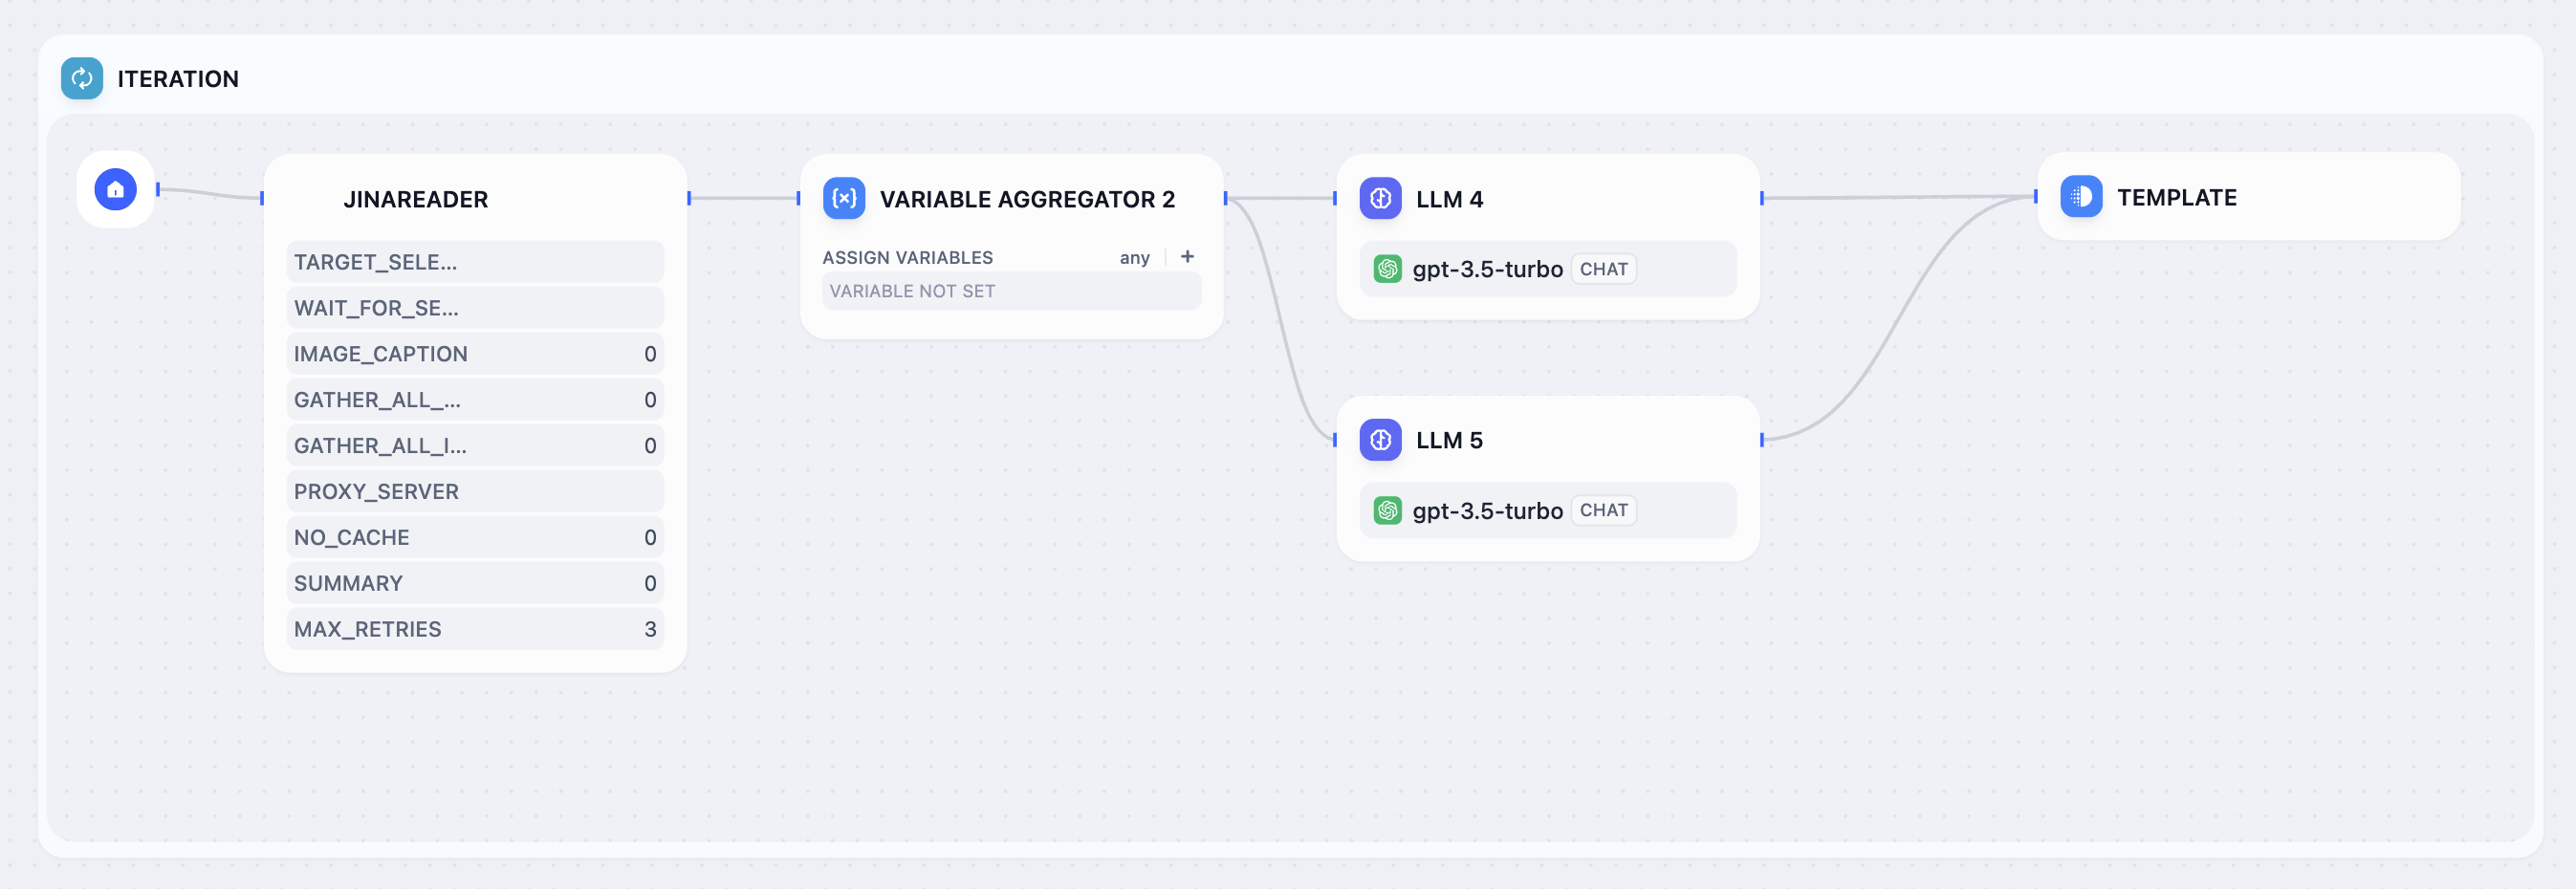 ITERATION
JINAREADER
TARGET_SELE...
WAIT_FOR_SE...
IMAGE_CAPTION 0
GATHER_ALL_... 0
GATHER_ALL_I... 0
PROXY_SERVER
NO_CACHE 0
SUMMARY 0
MAX_RETRIES 3
VARIABLE AGGREGATOR 2
ASSIGN VARIABLES any +
VARIABLE NOT SET
LLM 4
gpt-3.5-turbo CHAT
LLM 5
gpt-3.5-turbo CHAT
TEMPLATE